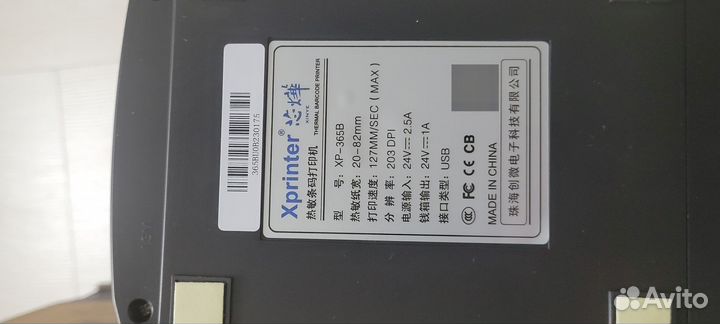 Xprinter® 芯烨
XINYE
热敏条码打印机 THERMAL BARCODE PRINTER
型 号: XP-365B
热敏纸宽: 20-82mm
打印速度: 127MM/SEC (MAX)
分 辨 率: 203 DPI
电源输入: 24V⎓2.5A
钱箱输出: 24V⎓1A
接口类型: USB
CCC FC CE CB
MADE IN CHINA
珠海创微电子科技有限公司
365BIJ0B230175
Avito